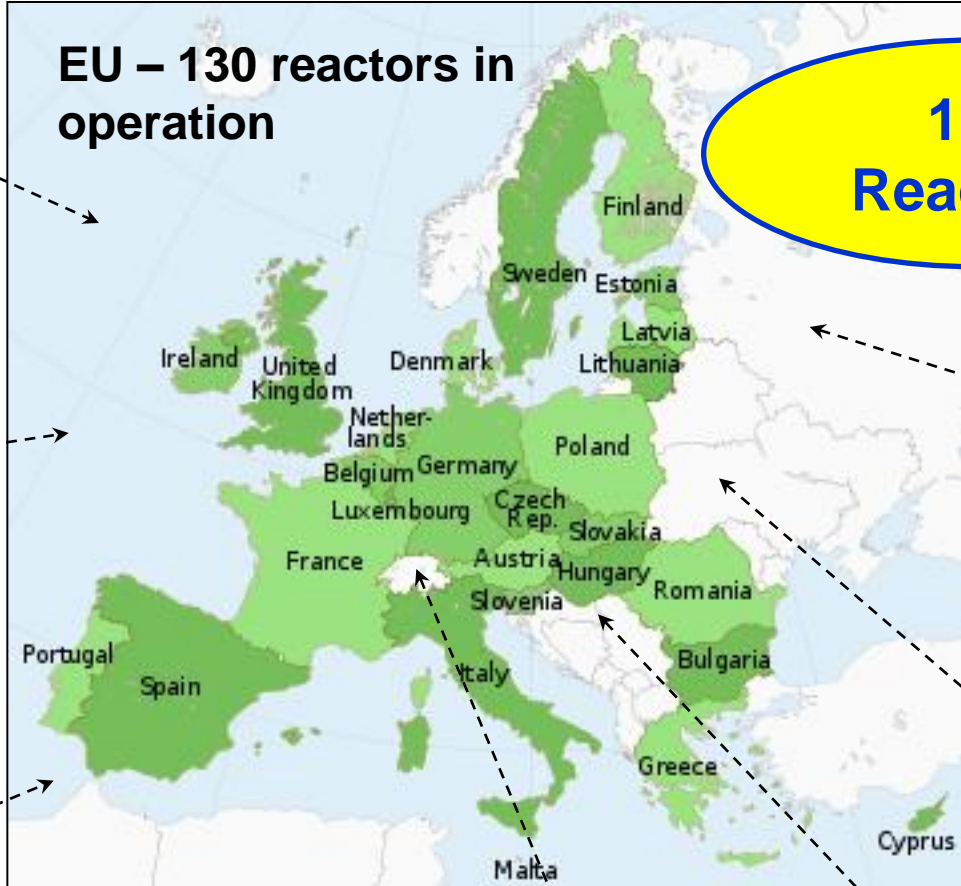 EU – 130 reactors in
operation
1
Finland
Sweden
Estonia
Latvia
Lithuania
Ireland
United
Kingdom
Denmark
Nether-
lands
Poland
Belgium
Germany
Luxembourg
Czech
Rep.
Slovakia
France
Austria
Hungary
Romania
Slovenia
Portugal
Spain
Italy
Bulgaria
Greece
Cyprus
Malta